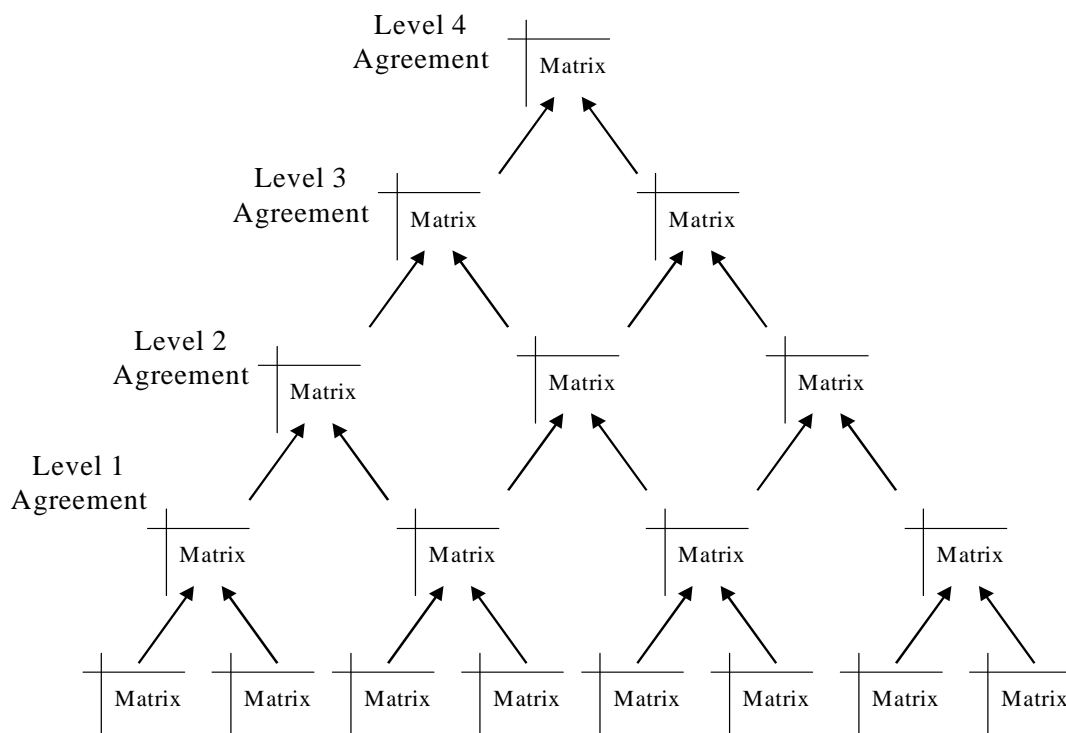 Level 4
Agreement
Matrix
Level 3
Agreement
Matrix Matrix
Level 2
Agreement
Matrix Matrix Matrix
Level 1
Agreement
Matrix Matrix Matrix Matrix
Matrix Matrix Matrix Matrix Matrix Matrix Matrix Matrix